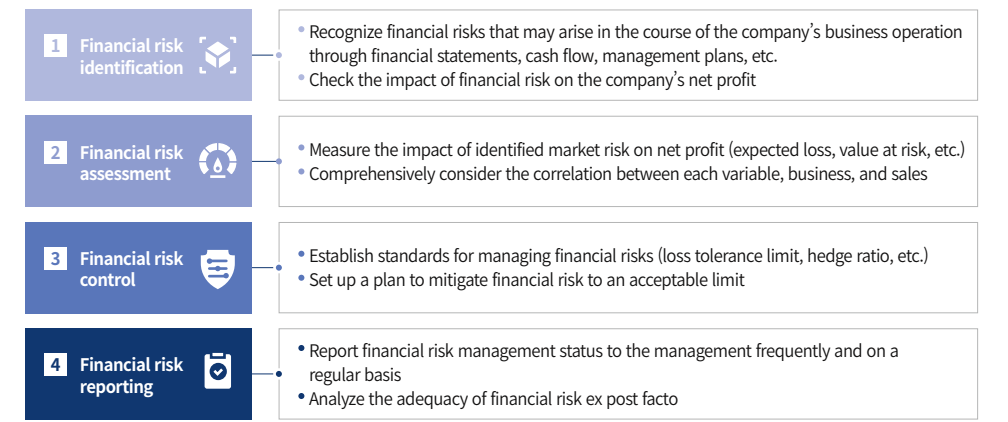 1 Financial risk
identification
• Recognize financial risks that may arise in the course of the company's business operation
through financial statements, cash flow, management plans, etc.
• Check the impact of financial risk on the company's net profit
2 Financial risk
assessment
• Measure the impact of identified market risk on net profit (expected loss, value at risk, etc.)
• Comprehensively consider the correlation between each variable, business, and sales
3 Financial risk
control
• Establish standards for managing financial risks (loss tolerance limit, hedge ratio, etc.)
• Set up a plan to mitigate financial risk to an acceptable limit
4 Financial risk
reporting
• Report financial risk management status to the management frequently and on a
regular basis
• Analyze the adequacy of financial risk ex post facto